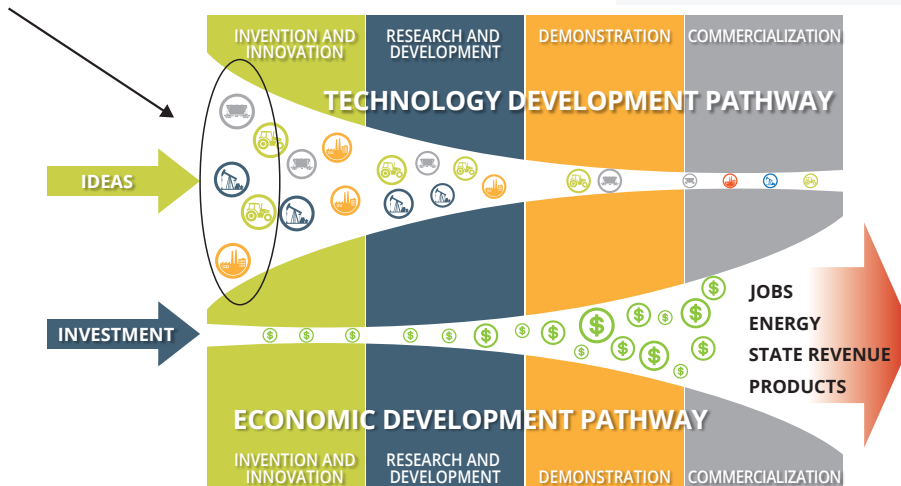 INVENTION AND
INNOVATION
RESEARCH AND
DEVELOPMENT
DEMONSTRATION
COMMERCIALIZATION
TECHNOLOGY DEVELOPMENT PATHWAY
IDEAS
INVESTMENT
$ $ $ $ $ $ $ $ $ $ $ $ $ $ $ $ $ $ $ $
JOBS
ENERGY
STATE REVENUE
PRODUCTS
ECONOMIC DEVELOPMENT PATHWAY
INVENTION AND
INNOVATION
RESEARCH AND
DEVELOPMENT
DEMONSTRATION
COMMERCIALIZATION